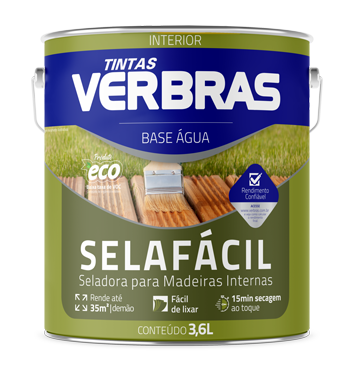 INTERIOR
TINTAS
VERBRAS
BASE ÁGUA
Produto
eco
Rendimento
Confiável
SELAFÁCIL
Seladora para Madeiras Internas
Rende até
35m²/demão
Fácil
de lixar
15min secagem
ao toque
CONTEÚDO 3,6L